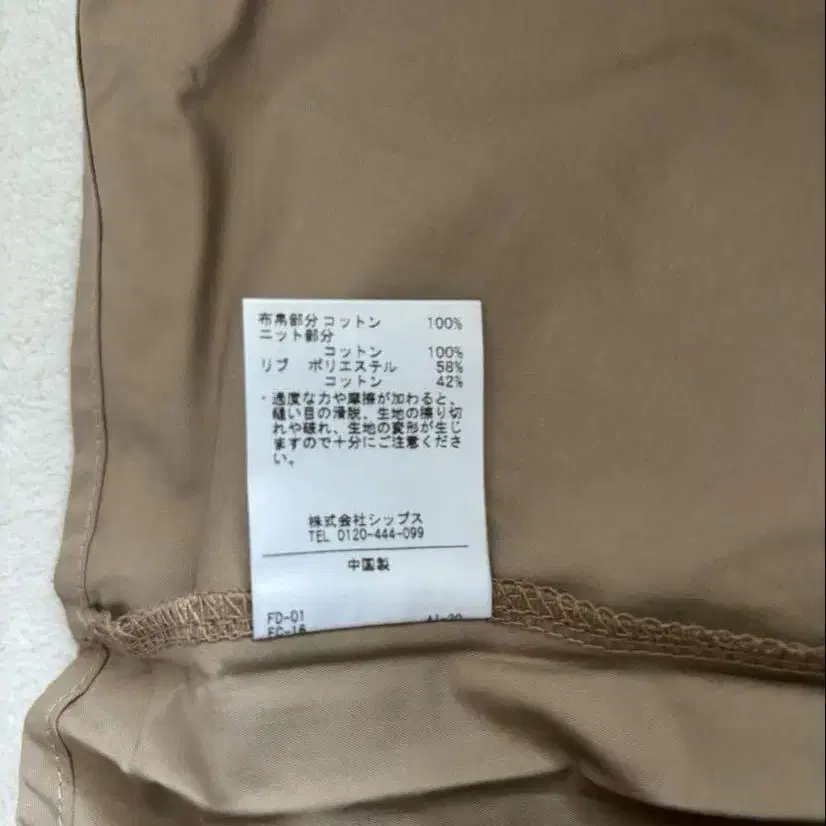 布帛部分 コットン 100%
ニット部分
コットン 100%
リブ ポリエステル 58%
コットン 42%
・過度な力や摩擦が加わると、
縫い目の滑脱、生地の擦り切
れや破れ、生地の変形が生じ
ますので十分にご注意くださ
い。
株式会社シップス
TEL 0120-444-099
中国製
FD-01
FC-16